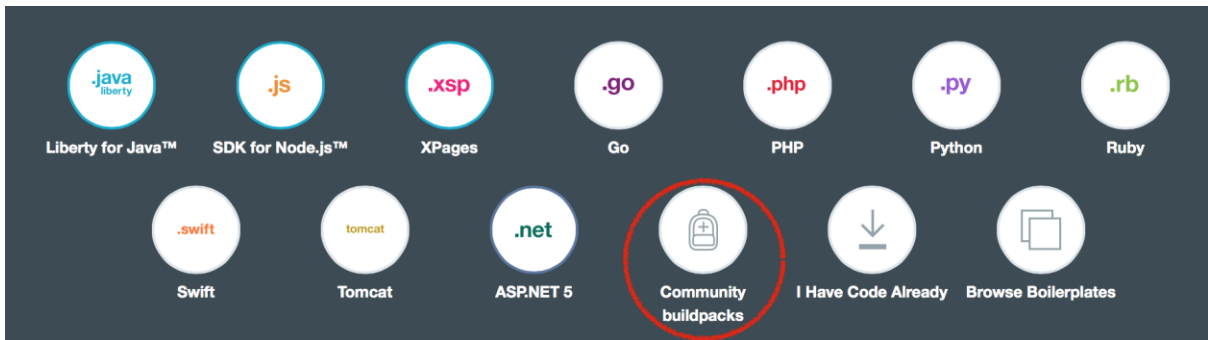 .java
liberty
.js
.xsp
.go
.php
.py
.rb
Liberty for Java™
SDK for Node.js™
XPages
Go
PHP
Python
Ruby
.swift
tomcat
.net
Swift
Tomcat
ASP.NET 5
Community
buildpacks
I Have Code Already
Browse Boilerplates